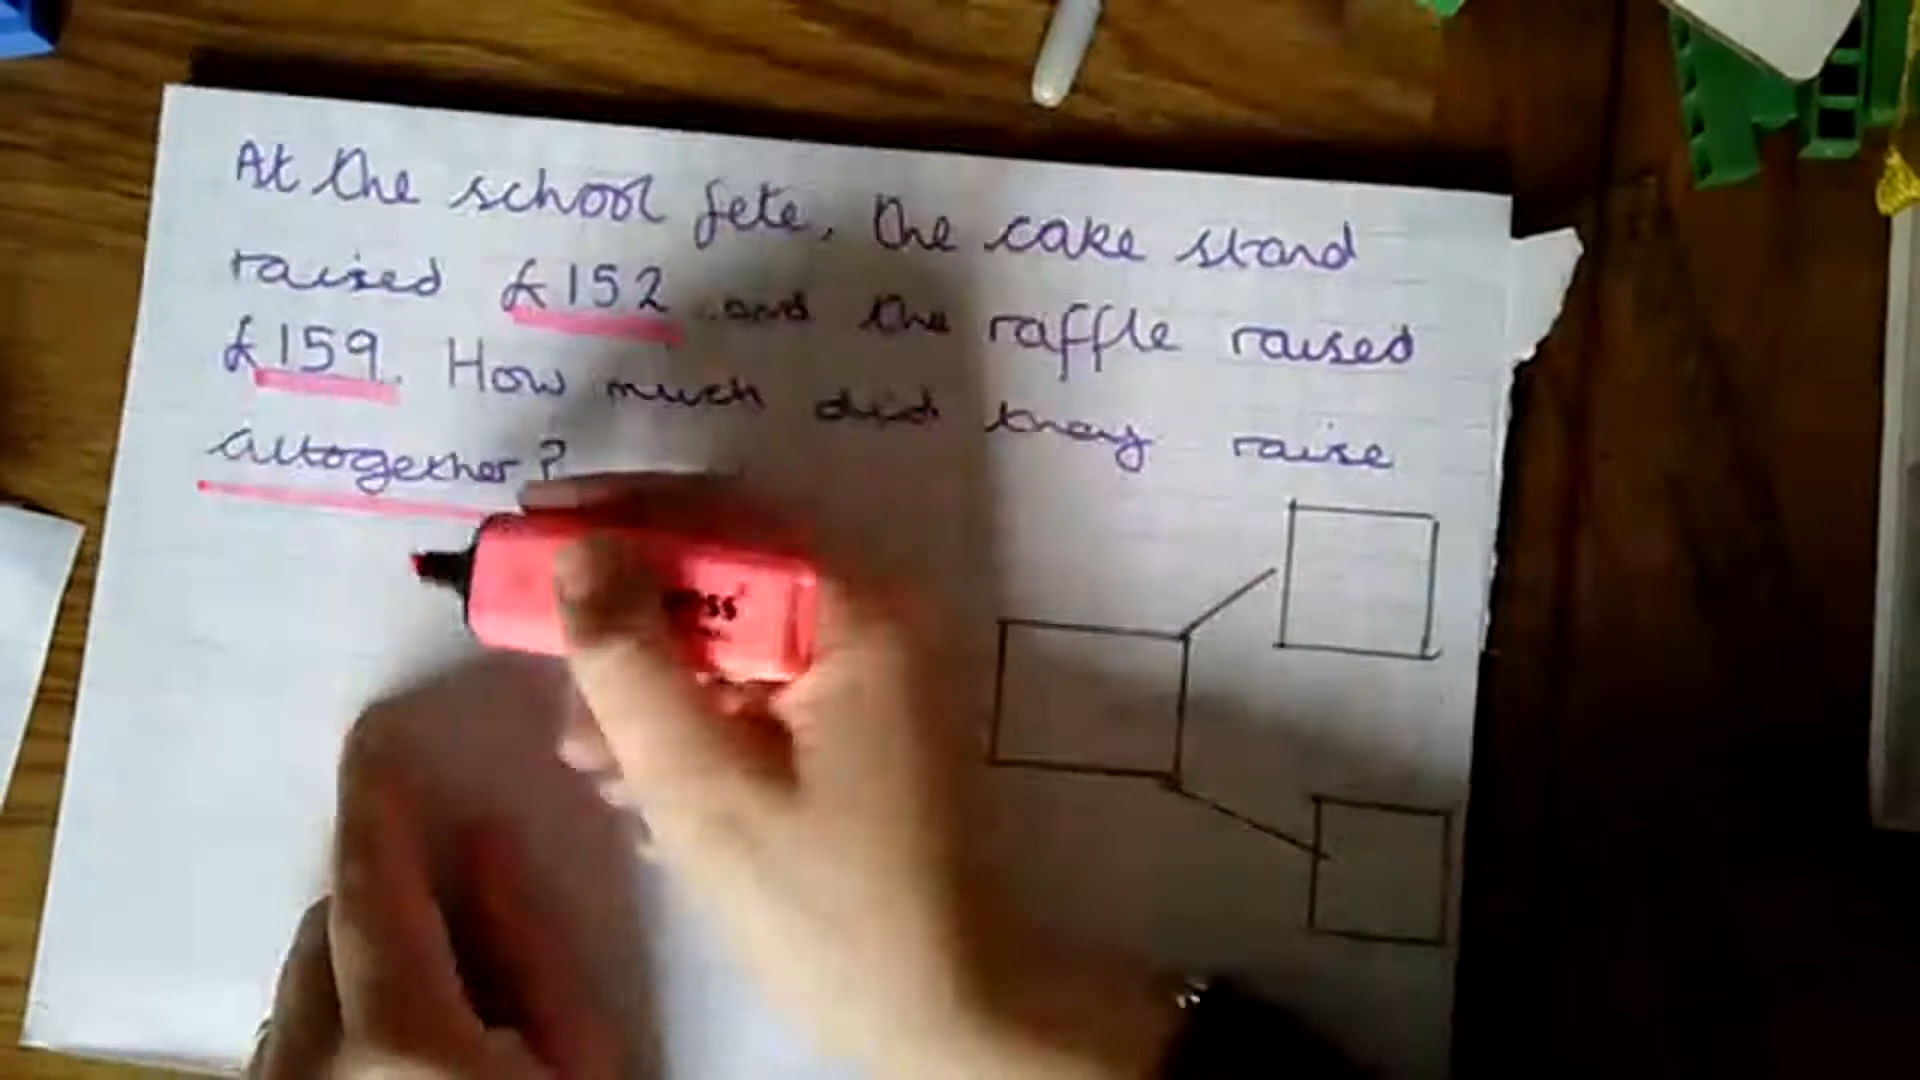 At the school fete, the cake stand
raised £152 and the raffle raised
£159. How much did they raise
altogether?